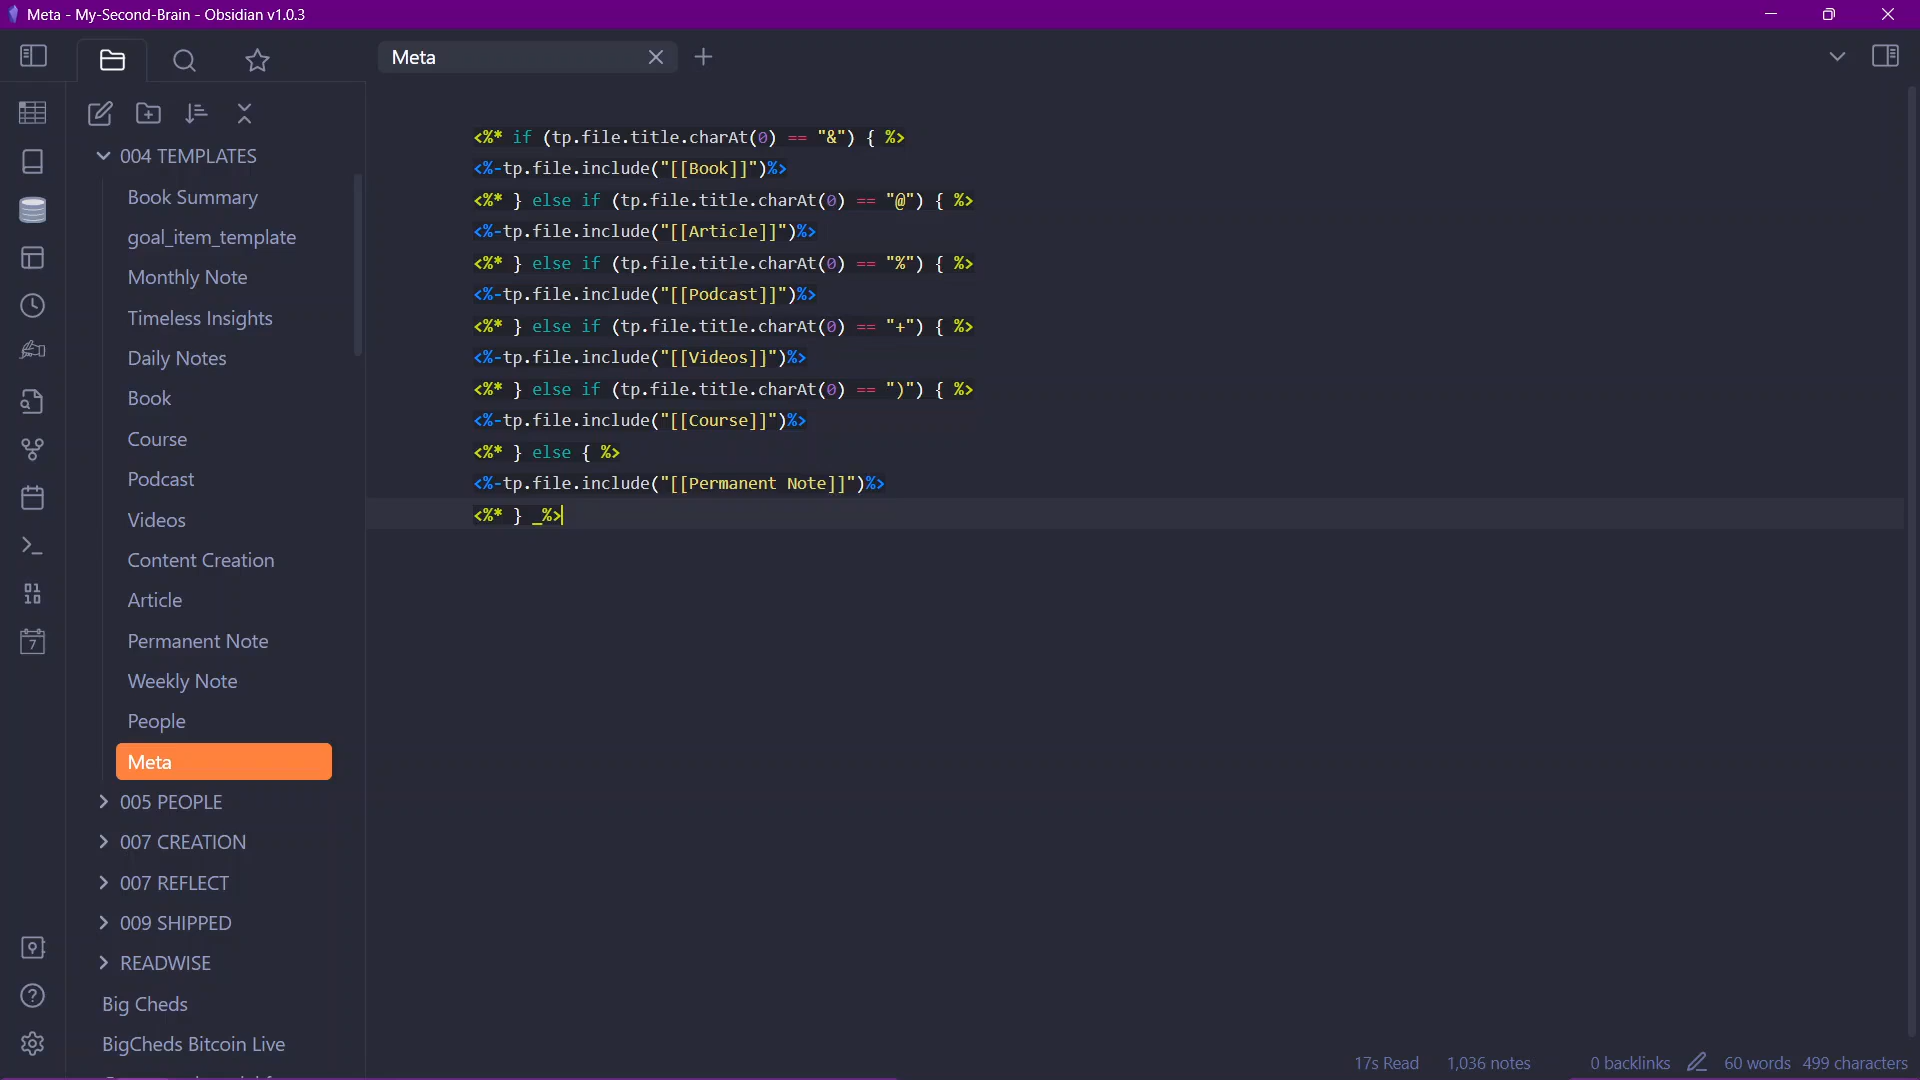 Meta - My-Second-Brain - Obsidian v1.0.3
Meta
004 TEMPLATES
Book Summary
goal_item_template
Monthly Note
Timeless Insights
Daily Notes
Book
Course
Podcast
Videos
Content Creation
Article
Permanent Note
Weekly Note
People
Meta
005 PEOPLE
007 CREATION
007 REFLECT
009 SHIPPED
READWISE
Big Cheds
BigCheds Bitcoin Live
01
10
7
<%* if (tp.file.title.charAt(0) == "&") { %>
<%-tp.file.include("[[Book]]")%>
<%* } else if (tp.file.title.charAt(0) == "@") { %>
<%-tp.file.include("[[Article]]")%>
<%* } else if (tp.file.title.charAt(0) == "%") { %>
<%-tp.file.include("[[Podcast]]")%>
<%* } else if (tp.file.title.charAt(0) == "+") { %>
<%-tp.file.include("[[Videos]]")%>
<%* } else if (tp.file.title.charAt(0) == ")") { %>
<%-tp.file.include("[[Course]]")%>
<%* } else { %>
<%-tp.file.include("[[Permanent Note]]")%>
<%* } _%>
17s Read 1,036 notes 0 backlinks 60 words 499 characters